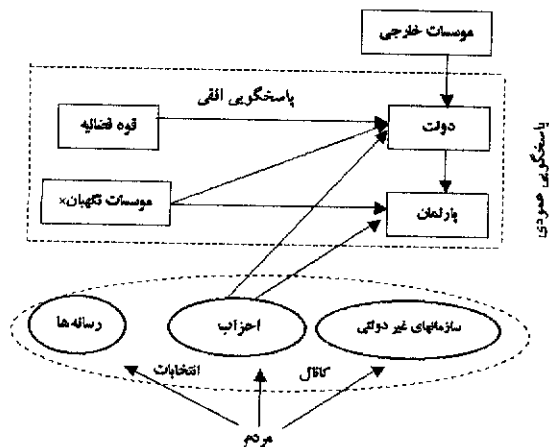 موسسات خارجی
پاسخگویی افقی
قوه قضائیه
دولت
موسسات نگهبان×
پارلمان
پاسخگویی عمودی
رسانه‌ها
احزاب
سازمانهای غیر دولتی
انتخابات
کانال
مردم